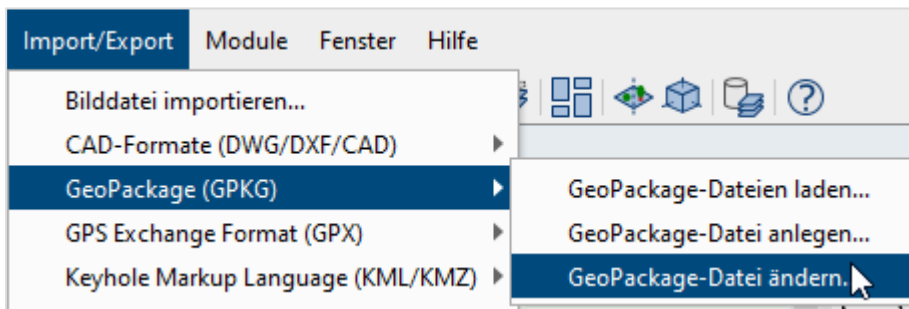 Import/Export Module Fenster Hilfe
Bilddatei importieren...
CAD-Formate (DWG/DXF/CAD)
GeoPackage (GPKG)
GPS Exchange Format (GPX)
Keyhole Markup Language (KML/KMZ)
GeoPackage-Dateien laden...
GeoPackage-Datei anlegen...
GeoPackage-Datei ändern.